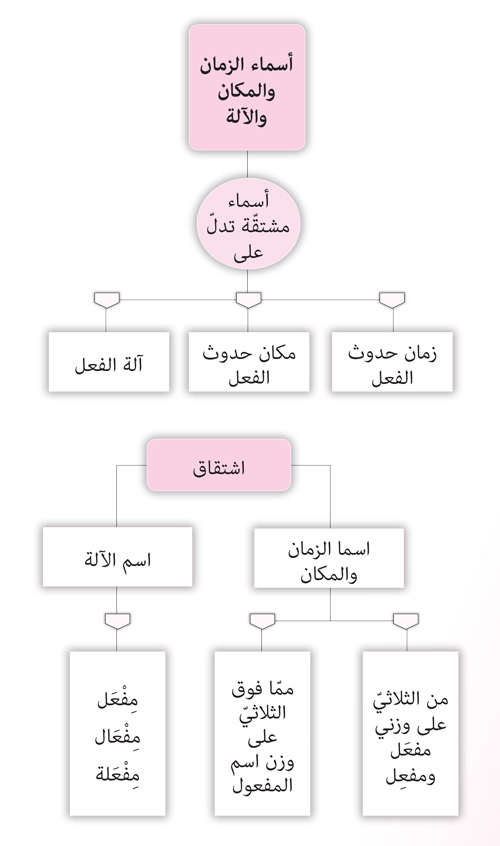 أسماء الزمان
والمكان
والآلة
أسماء
مشتقّة تدلّ
على
زمان حدوث
الفعل
مكان حدوث
الفعل
آلة الفعل
اشتقاق
اسما الزمان
والمكان
اسم الآلة
من الثلاثيّ
على وزني
مفعَل
ومفعِل
ممّا فوق
الثلاثيّ
على
وزن اسم
المفعول
مِفْعَل
مِفْعَال
مِفْعَلة